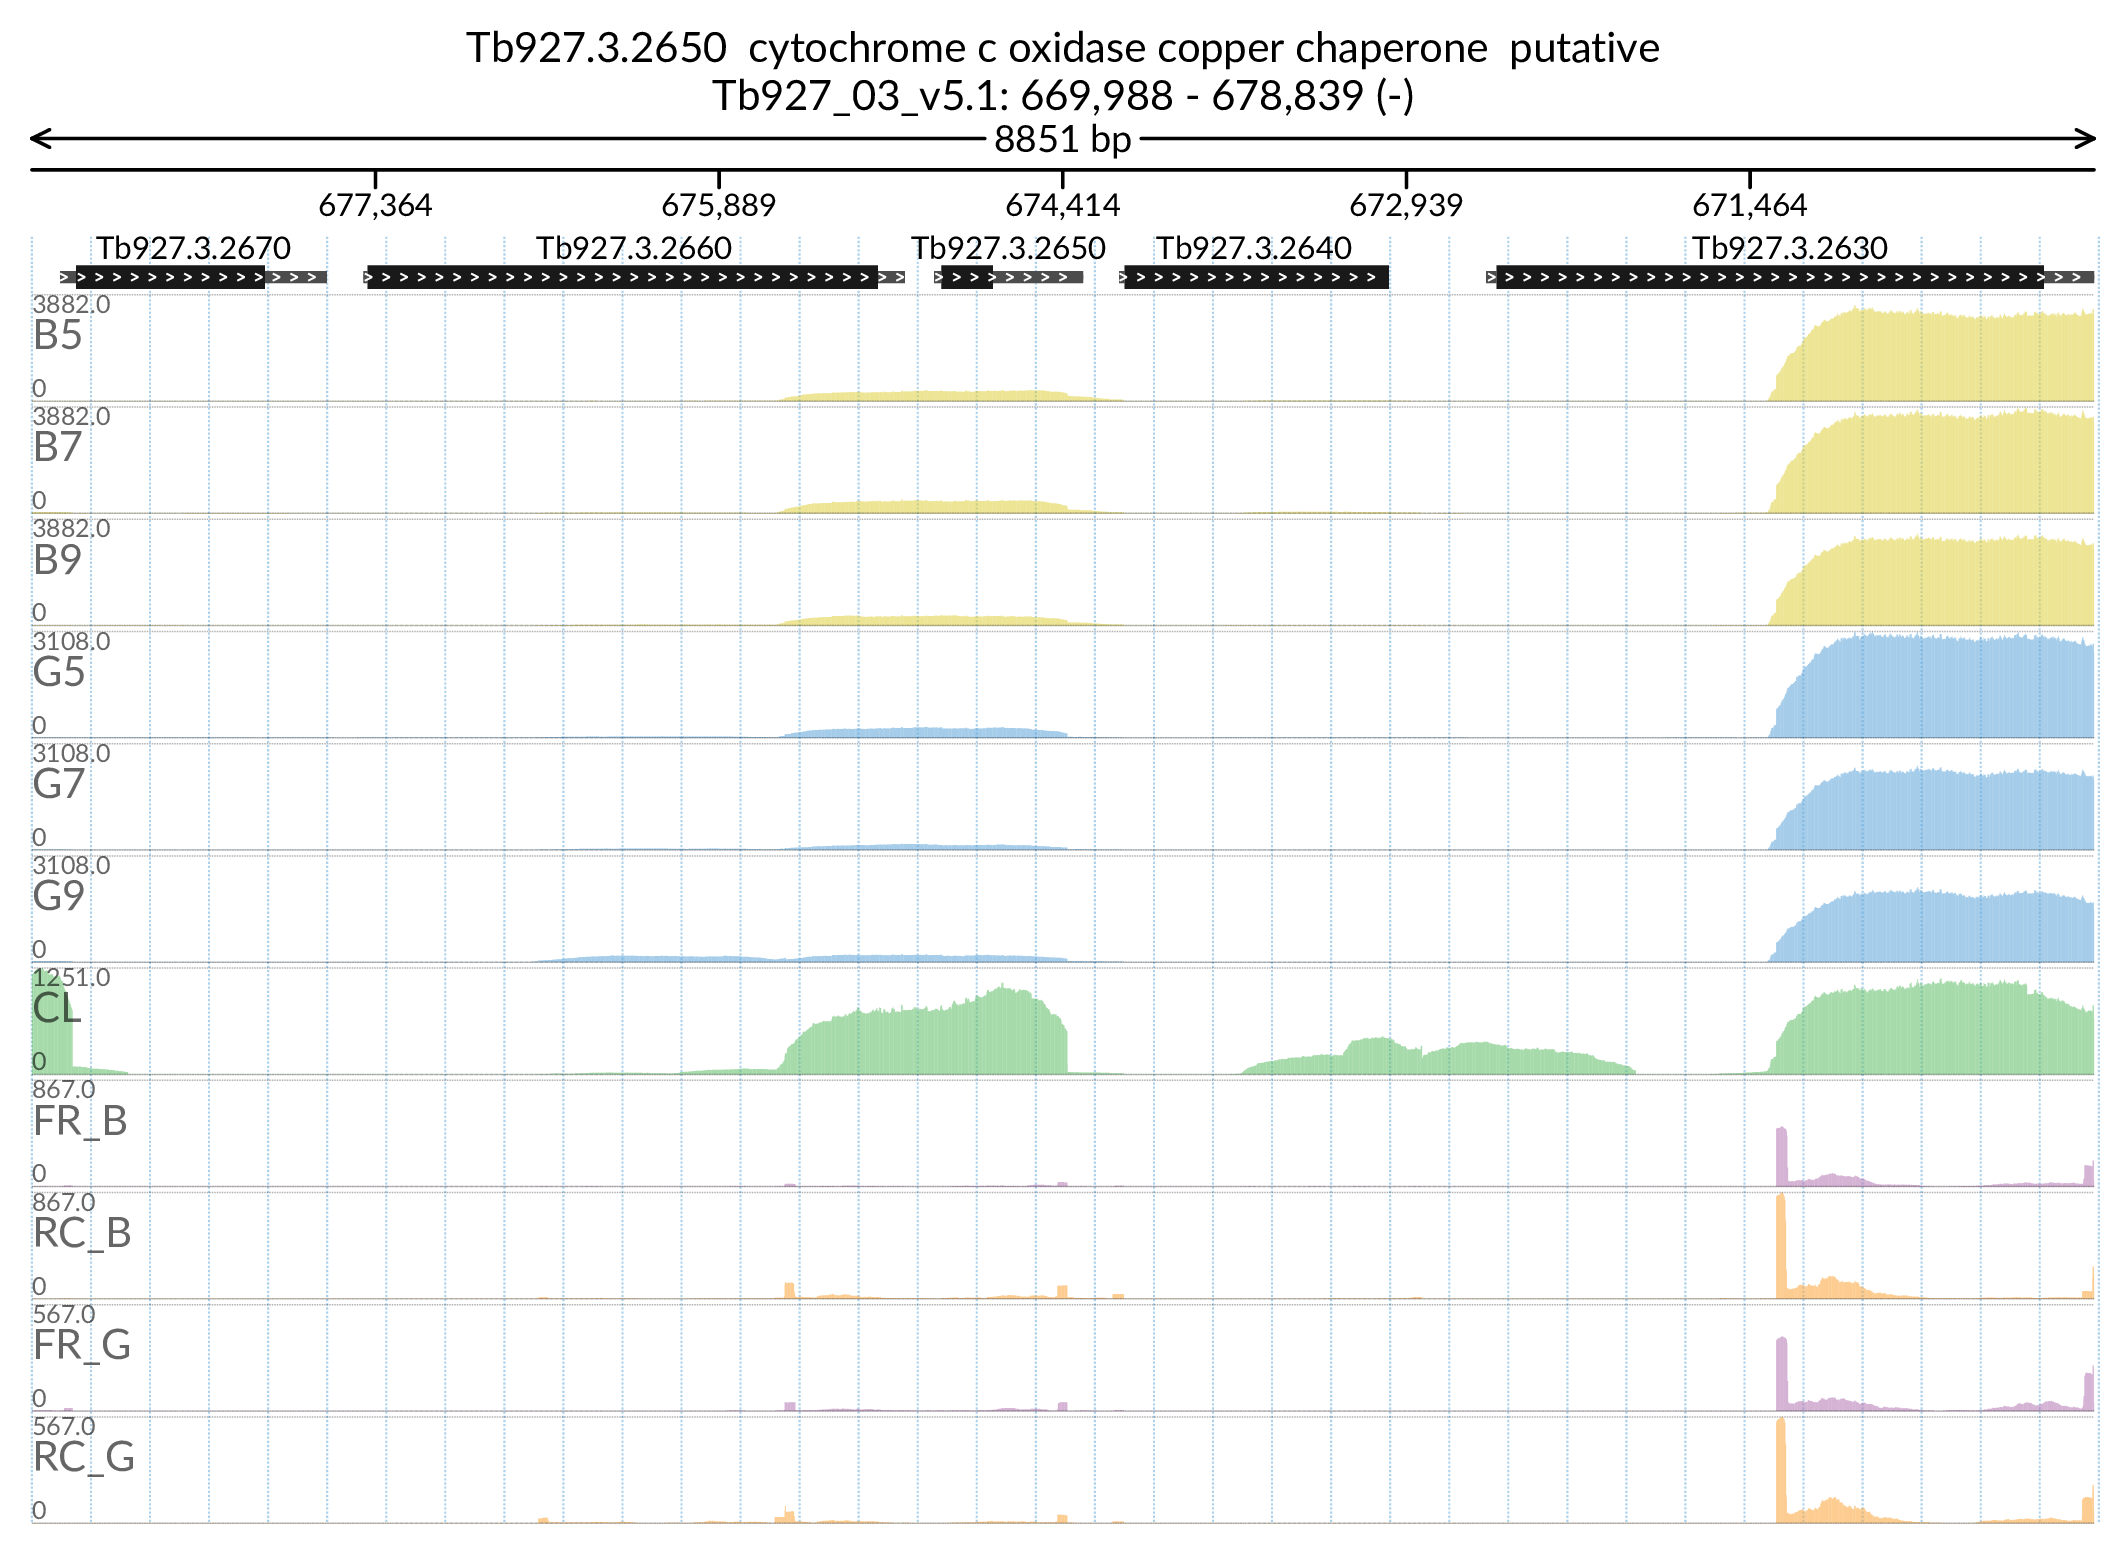 Tb927.3.2650  cytochrome c oxidase copper chaperone  putative
Tb927_03_v5.1: 669,988 - 678,839 (-)
8851 bp
677,364 675,889 674,414 672,939 671,464
Tb927.3.2670 Tb927.3.2660 Tb927.3.2650 Tb927.3.2640 Tb927.3.2630
3882.0
B5
0
3882.0
B7
0
3882.0
B9
0
3108.0
G5
0
3108.0
G7
0
3108.0
G9
0
1251.0
CL
0
867.0
FR_B
0
867.0
RC_B
0
567.0
FR_G
0
567.0
RC_G
0